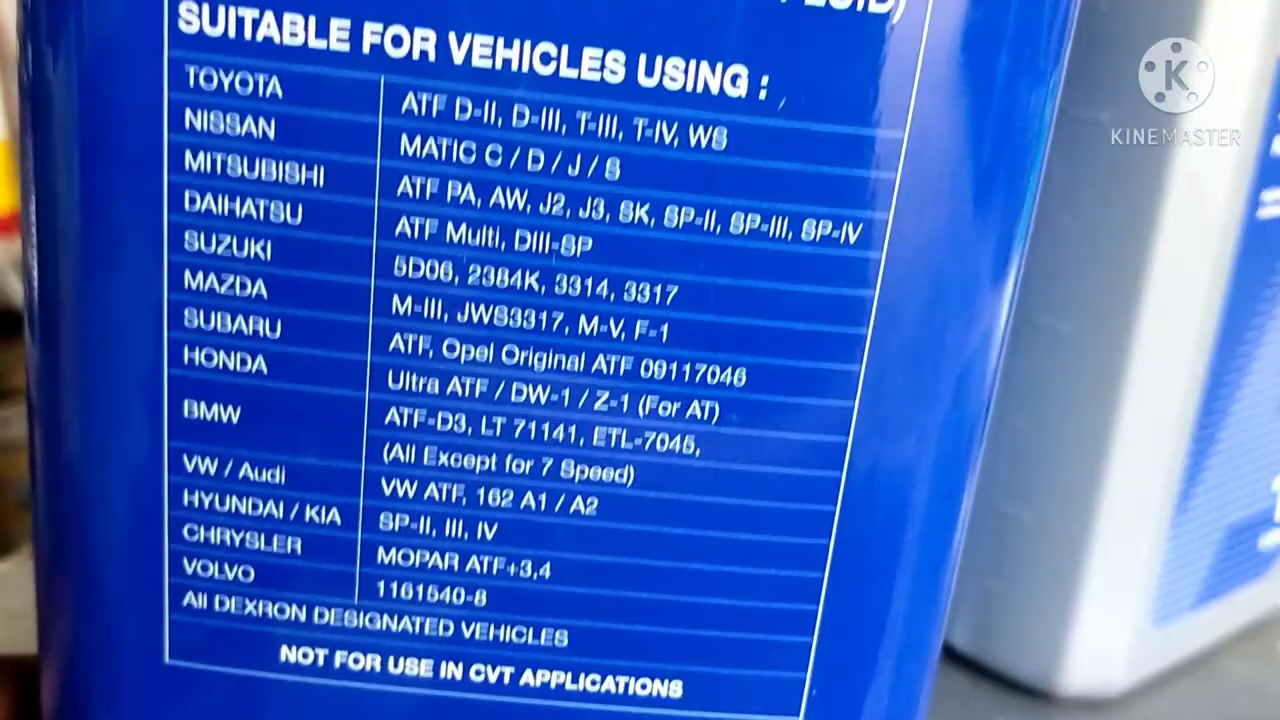 SUITABLE FOR VEHICLES USING :
TOYOTA ATF D-II, D-III, T-III, T-IV, WS
NISSAN MATIC C / D / J / S
MITSUBISHI ATF PA, AW, J2, J3, SK, SP-II, SP-III, SP-IV
DAIHATSU ATF Multi, DIII-SP
SUZUKI 5D06, 2384K, 3314, 3317
MAZDA M-III, JWS3317, M-V, F-1
SUBARU ATF, Opel Original ATF 09117046
HONDA Ultra ATF / DW-1 / Z-1 (For AT)
BMW ATF-D3, LT 71141, ETL-7045,
(All Except for 7 Speed)
VW / Audi VW ATF, 162 A1 / A2
HYUNDAI / KIA SP-II, III, IV
CHRYSLER MOPAR ATF+3,4
VOLVO 1161540-8
All DEXRON DESIGNATED VEHICLES
NOT FOR USE IN CVT APPLICATIONS
K
KINEMASTER